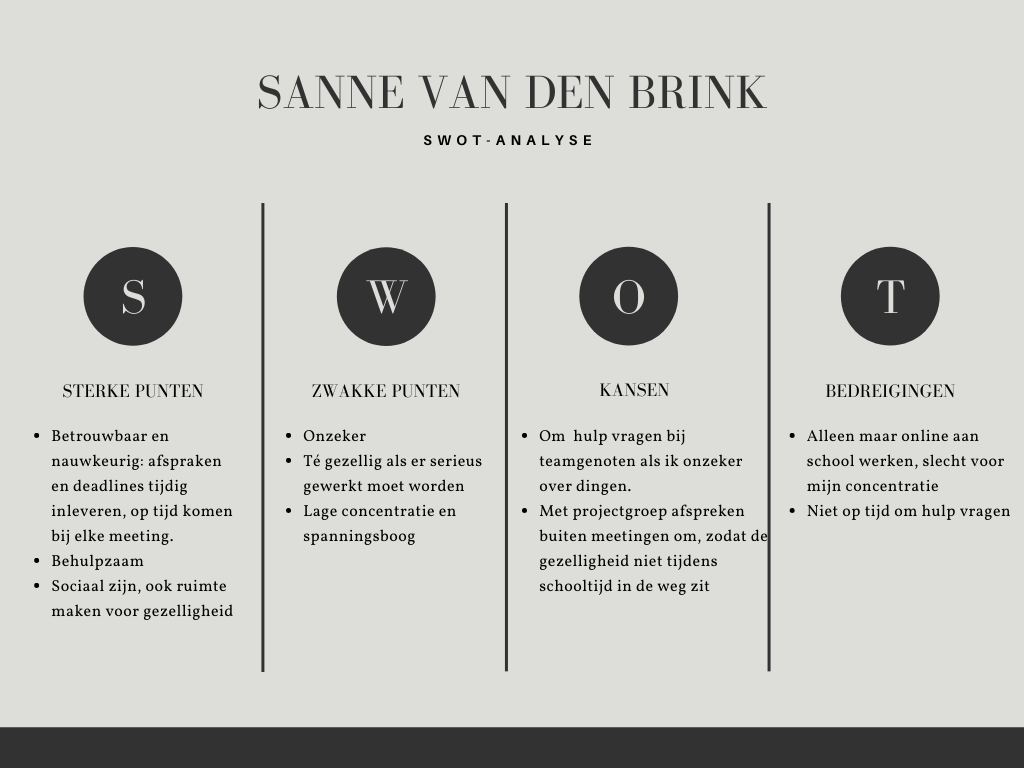 SANNE VAN DEN BRINK
SWOT-ANALYSE
S
STERKE PUNTEN
• Betrouwbaar en
nauwkeurig: afspraken
en deadlines tijdig
inleveren, op tijd komen
bij elke meeting.
• Behulpzaam
• Sociaal zijn, ook ruimte
maken voor gezelligheid
W
ZWAKKE PUNTEN
• Onzeker
• Té gezellig als er serieus
gewerkt moet worden
• Lage concentratie en
spanningsboog
O
KANSEN
• Om  hulp vragen bij
teamgenoten als ik onzeker
over dingen.
• Met projectgroep afspreken
buiten meetingen om, zodat de
gezelligheid niet tijdens
schooltijd in de weg zit
T
BEDREIGINGEN
• Alleen maar online aan
school werken, slecht voor
mijn concentratie
• Niet op tijd om hulp vragen